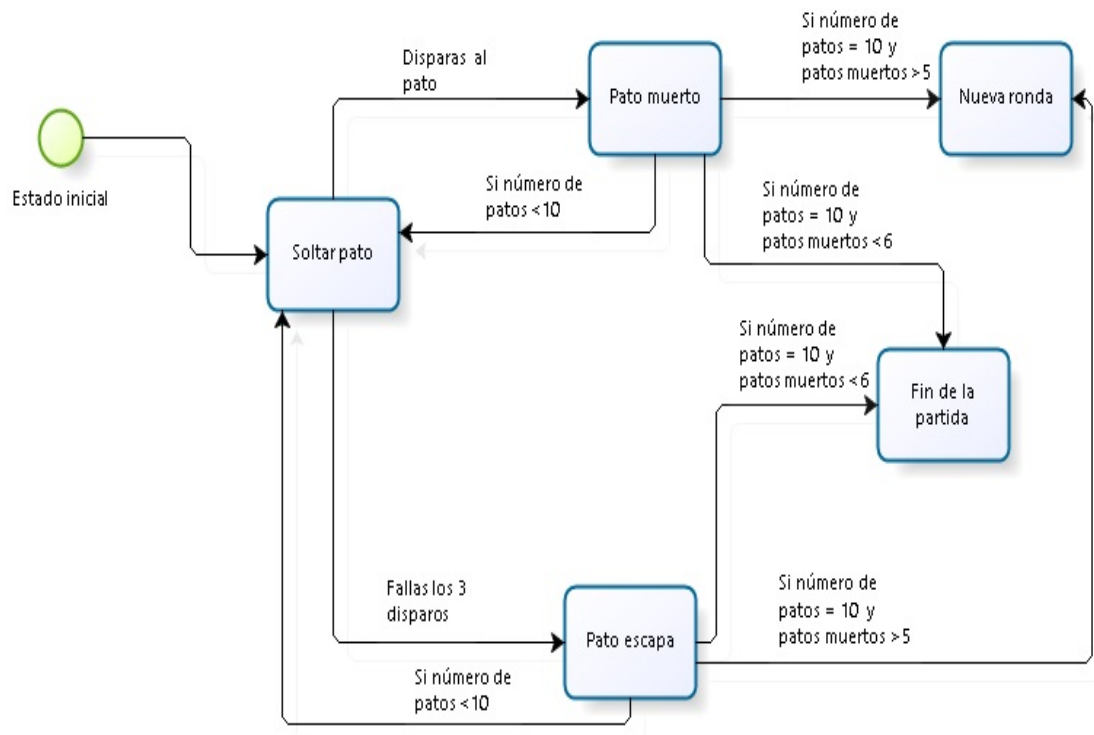 Si número de
patos = 10 y
patos muertos >5
Disparas al
pato
Pato muerto
Nueva ronda
Estado inicial
Si número de
patos <10
Si número de
patos = 10 y
patos muertos <6
Soltar pato
Si número de
patos = 10 y
patos muertos <6
Fin de la
partida
Fallas los 3
disparos
Si número de
patos = 10 y
patos muertos >5
Pato escapa
Si número de
patos <10